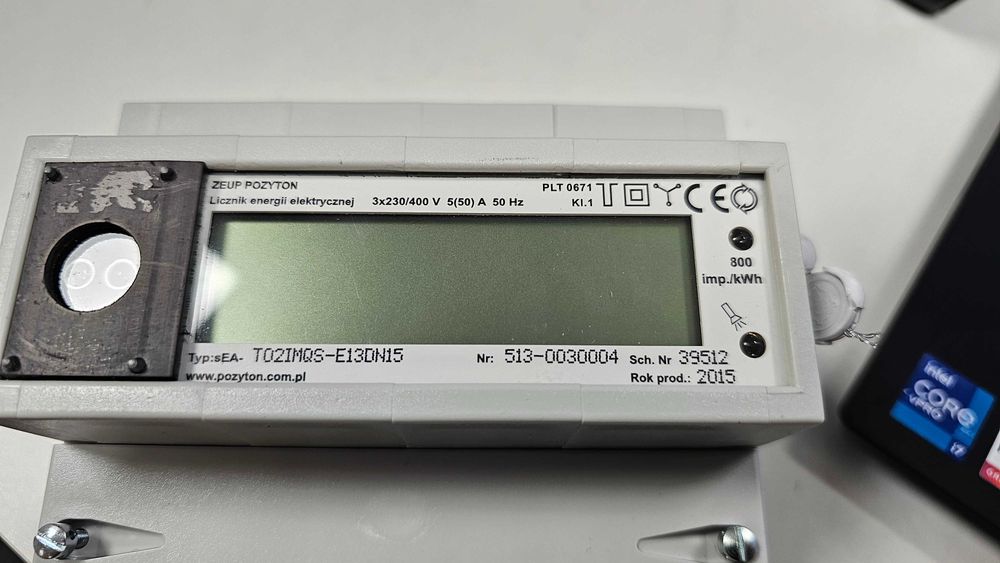 ZEUP POZYTON
Licznik energii elektrycznej 3x230/400 V 5(50) A 50 Hz
PLT 0671
Kl.1
CE
800
imp./kWh
Typ:sEA- TO2IMQS-E13DN15 Nr: 513-0030004 Sch. Nr 39512
www.pozyton.com.pl Rok prod.: 2015
intel
CORE
vPRO
i7